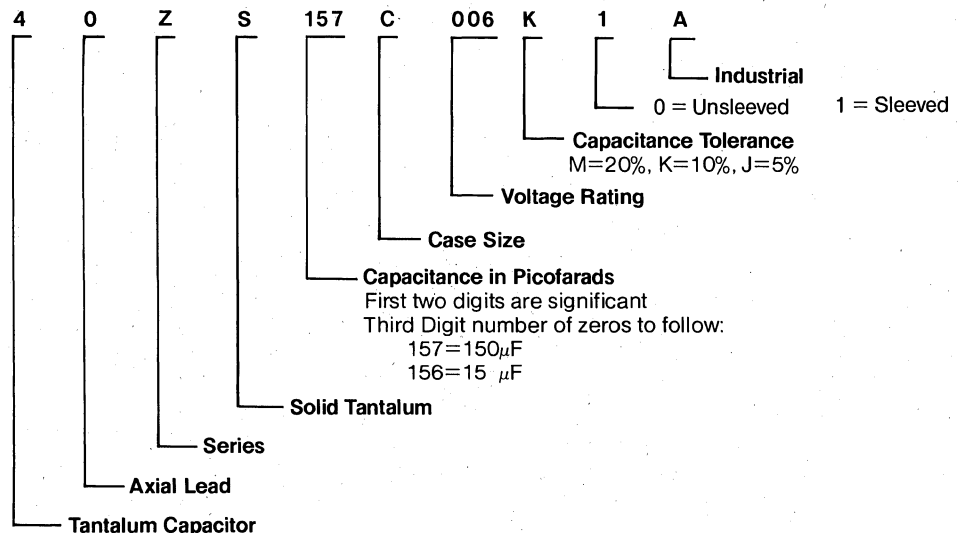 4 0 Z S 157 C 006 K 1 A
Industrial
0 = Unsleeved 1 = Sleeved
Capacitance Tolerance
M=20%, K=10%, J=5%
Voltage Rating
Case Size
Capacitance in Picofarads
First two digits are significant
Third Digit number of zeros to follow:
157=150µF
156=15 µF
Solid Tantalum
Series
Axial Lead
Tantalum Capacitor